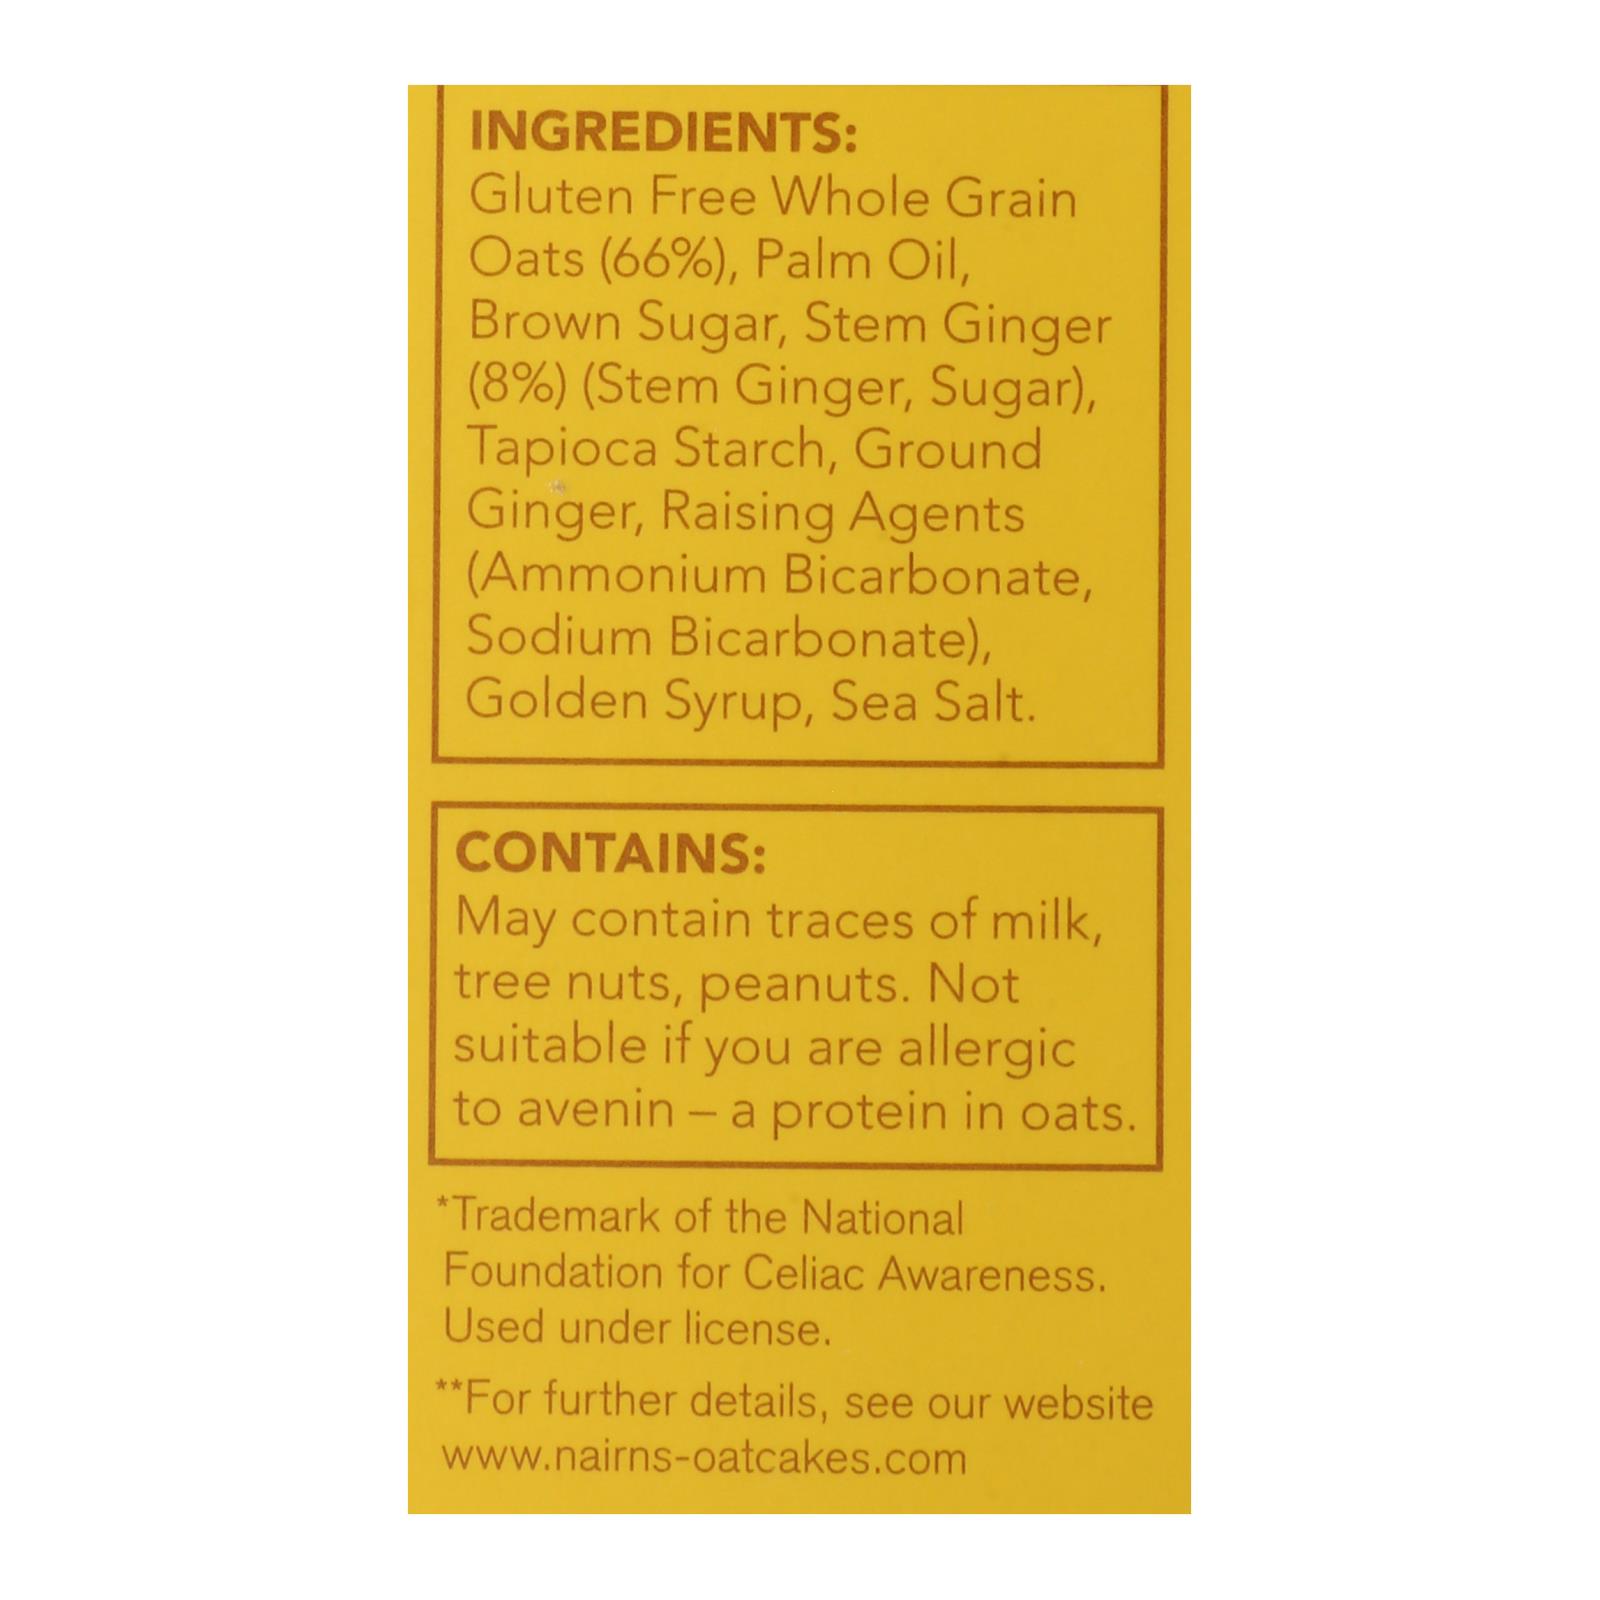 INGREDIENTS:
Gluten Free Whole Grain
Oats (66%), Palm Oil,
Brown Sugar, Stem Ginger
(8%) (Stem Ginger, Sugar),
Tapioca Starch, Ground
Ginger, Raising Agents
(Ammonium Bicarbonate,
Sodium Bicarbonate),
Golden Syrup, Sea Salt.
CONTAINS:
May contain traces of milk,
tree nuts, peanuts. Not
suitable if you are allergic
to avenin – a protein in oats.
*Trademark of the National
Foundation for Celiac Awareness.
Used under license.
**For further details, see our website
www.nairns-oatcakes.com